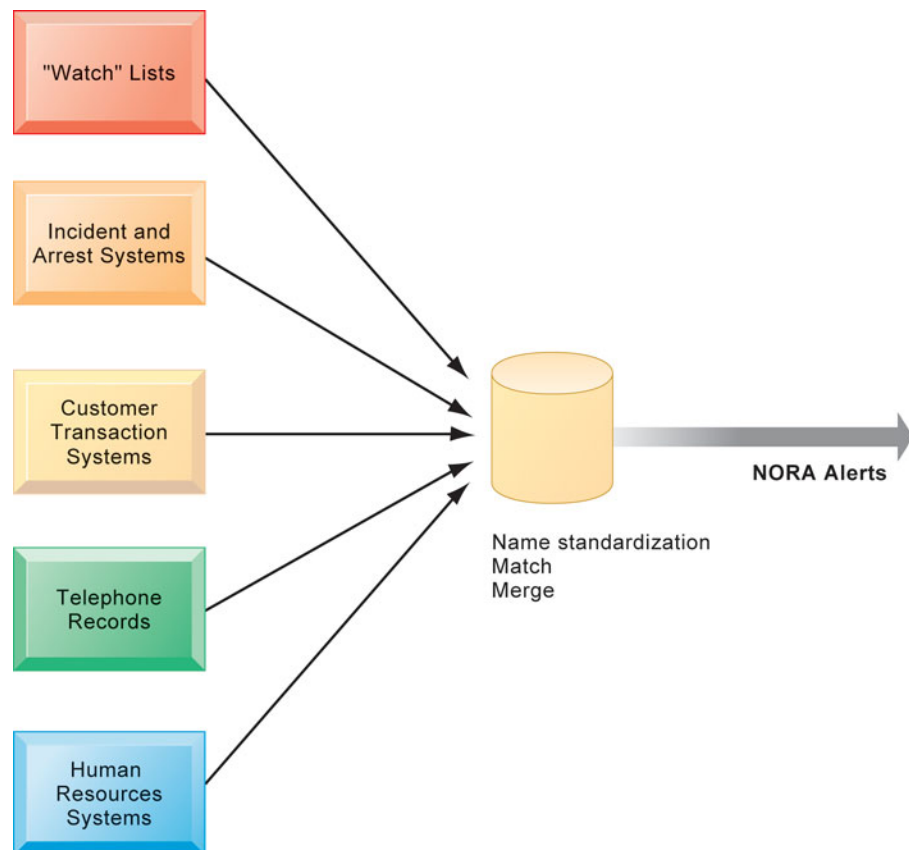 "Watch" Lists
Incident and
Arrest Systems
Customer
Transaction
Systems
Telephone
Records
Human
Resources
Systems
Name standardization
Match
Merge
NORA Alerts